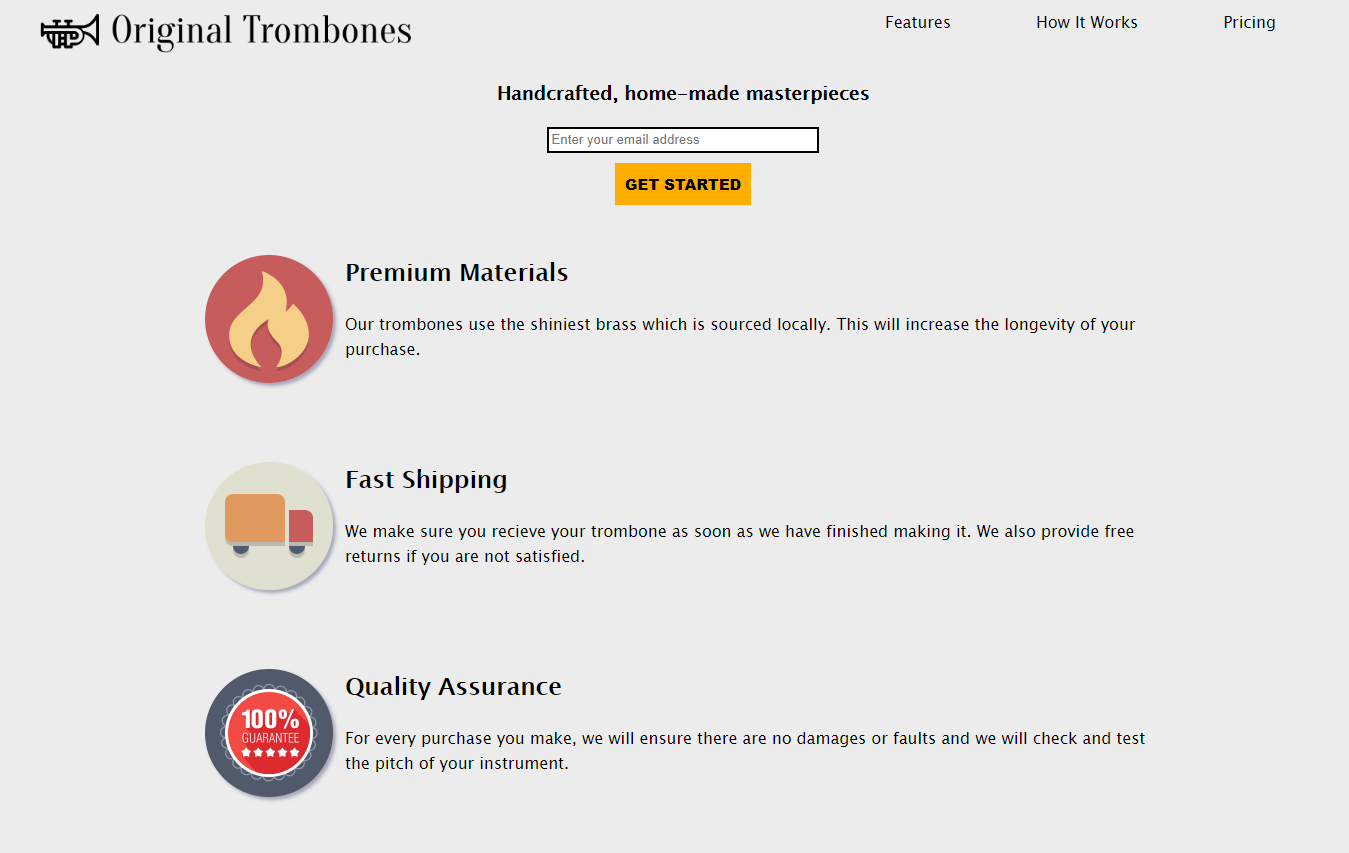 Original Trombones
Features
How It Works
Pricing
Handcrafted, home-made masterpieces
Enter your email address
GET STARTED
Premium Materials
Our trombones use the shiniest brass which is sourced locally. This will increase the longevity of your
purchase.
Fast Shipping
We make sure you recieve your trombone as soon as we have finished making it. We also provide free
returns if you are not satisfied.
100%
GUARANTEE
Quality Assurance
For every purchase you make, we will ensure there are no damages or faults and we will check and test
the pitch of your instrument.